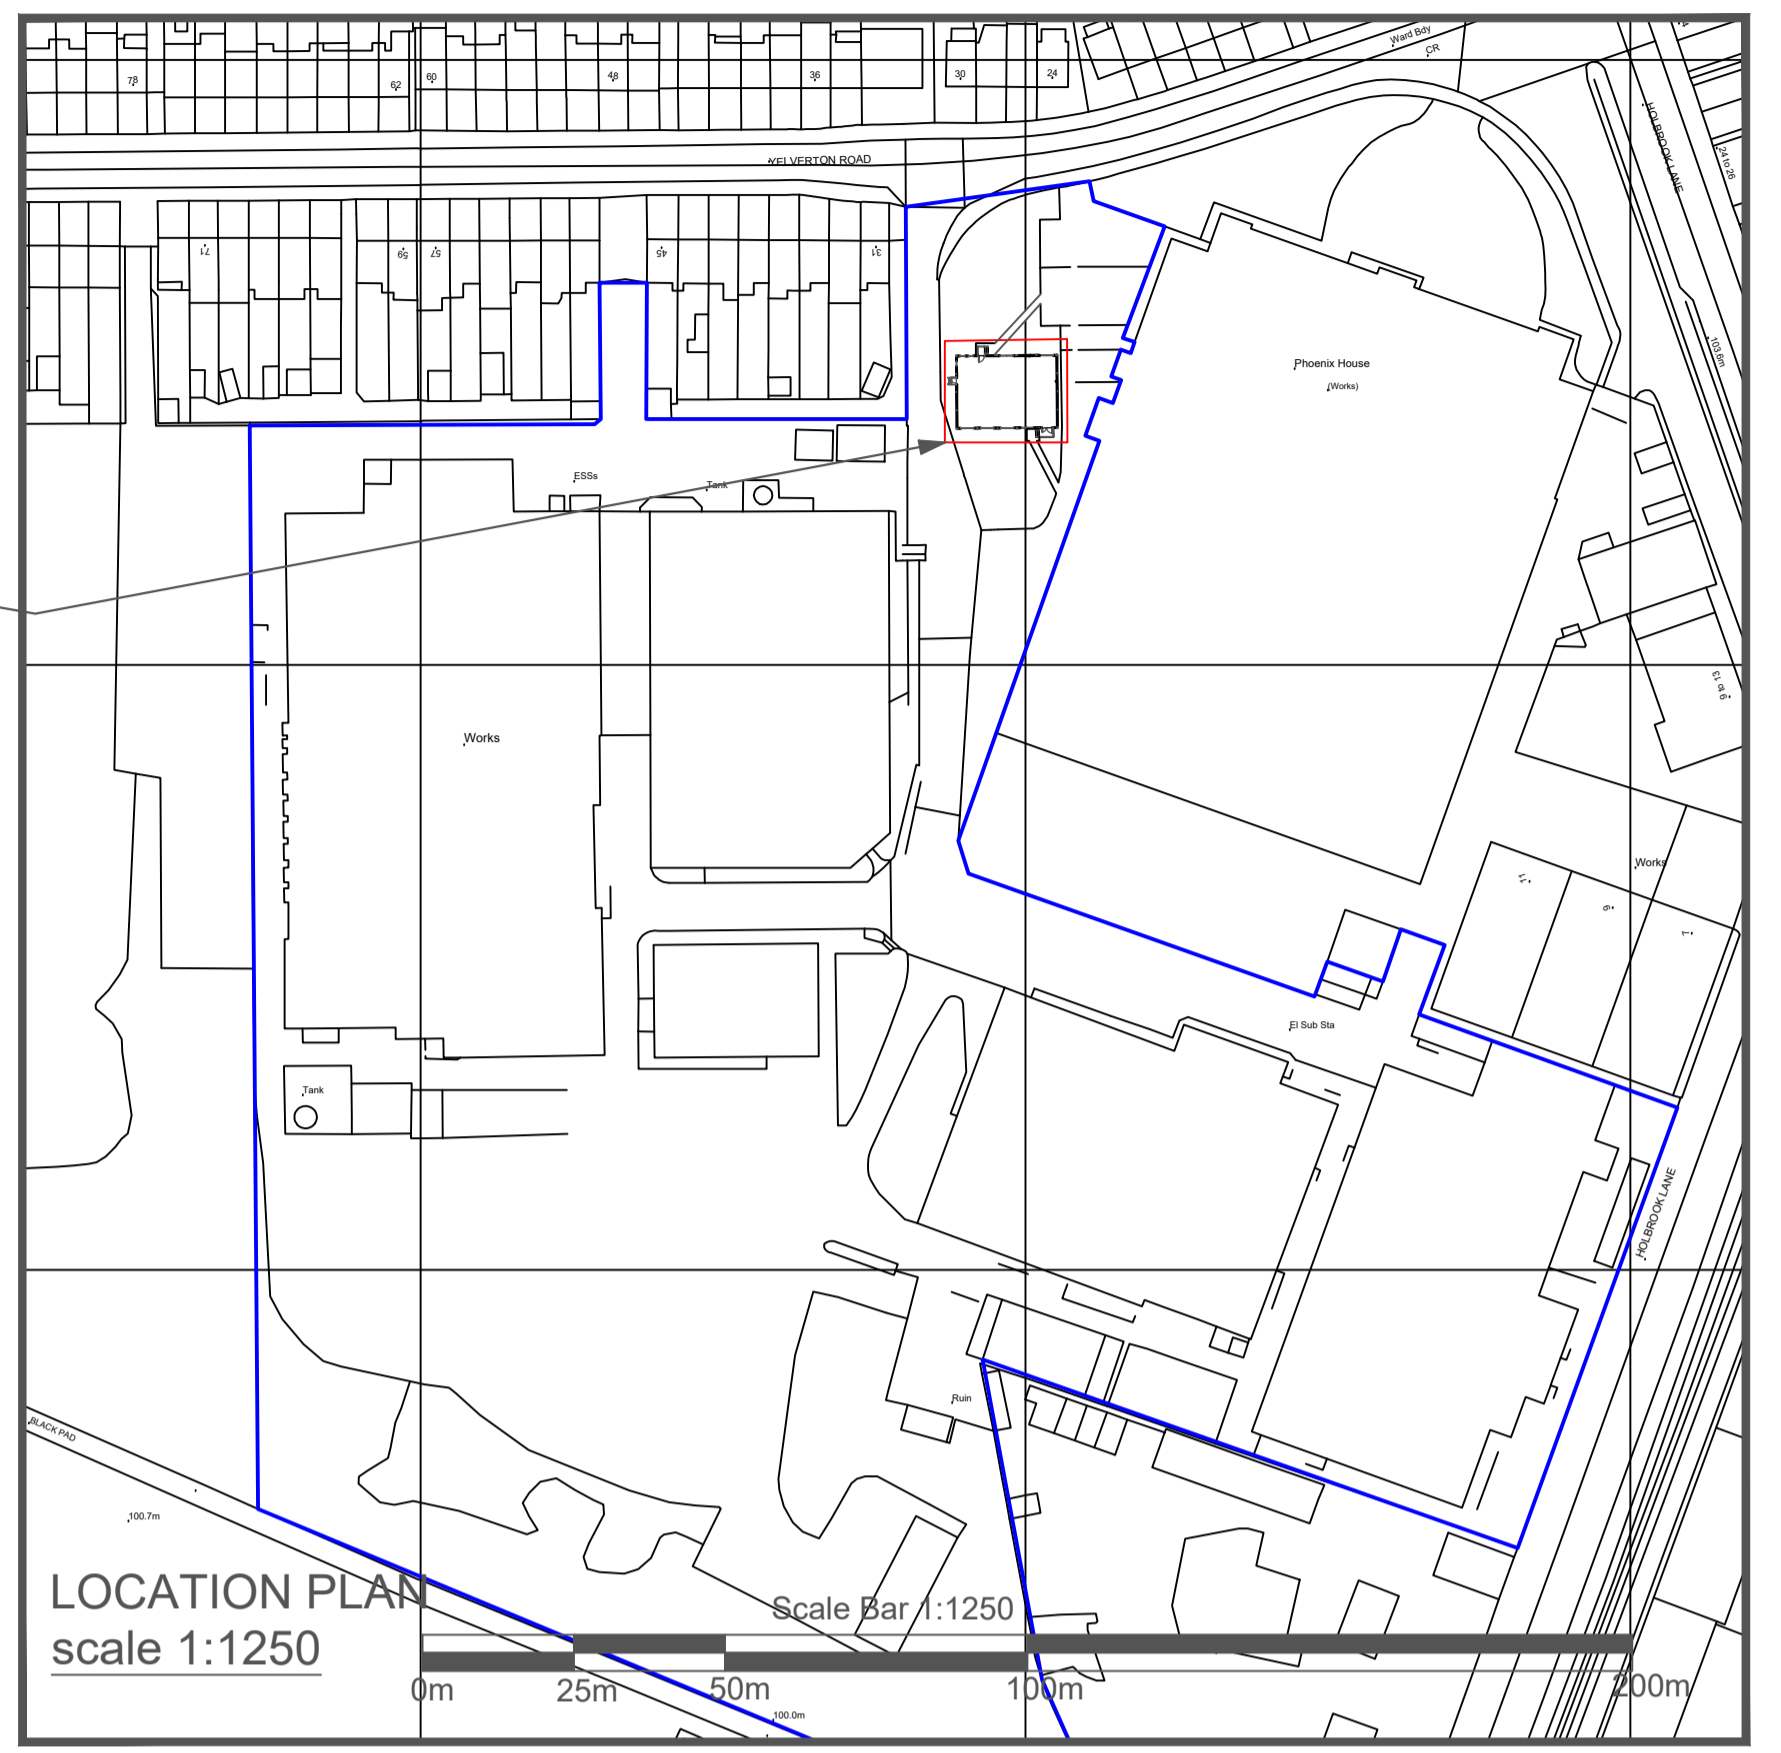 Ward Bdy
CR
78
62
60
48
36
30
24
HOLBROOK LANE
24 to 26
YELVERTON ROAD
71
59
57
45
31
103.6m
Phoenix House
(Works)
ESSs
Tank
9 to 13
Works
Works
11
9
7
El Sub Sta
Tank
HOLBROOK LANE
Ruin
BLACK PAD
100.7m
LOCATION PLAN
scale 1:1250
Scale Bar 1:1250
0m
25m
50m
100m
200m
100.0m